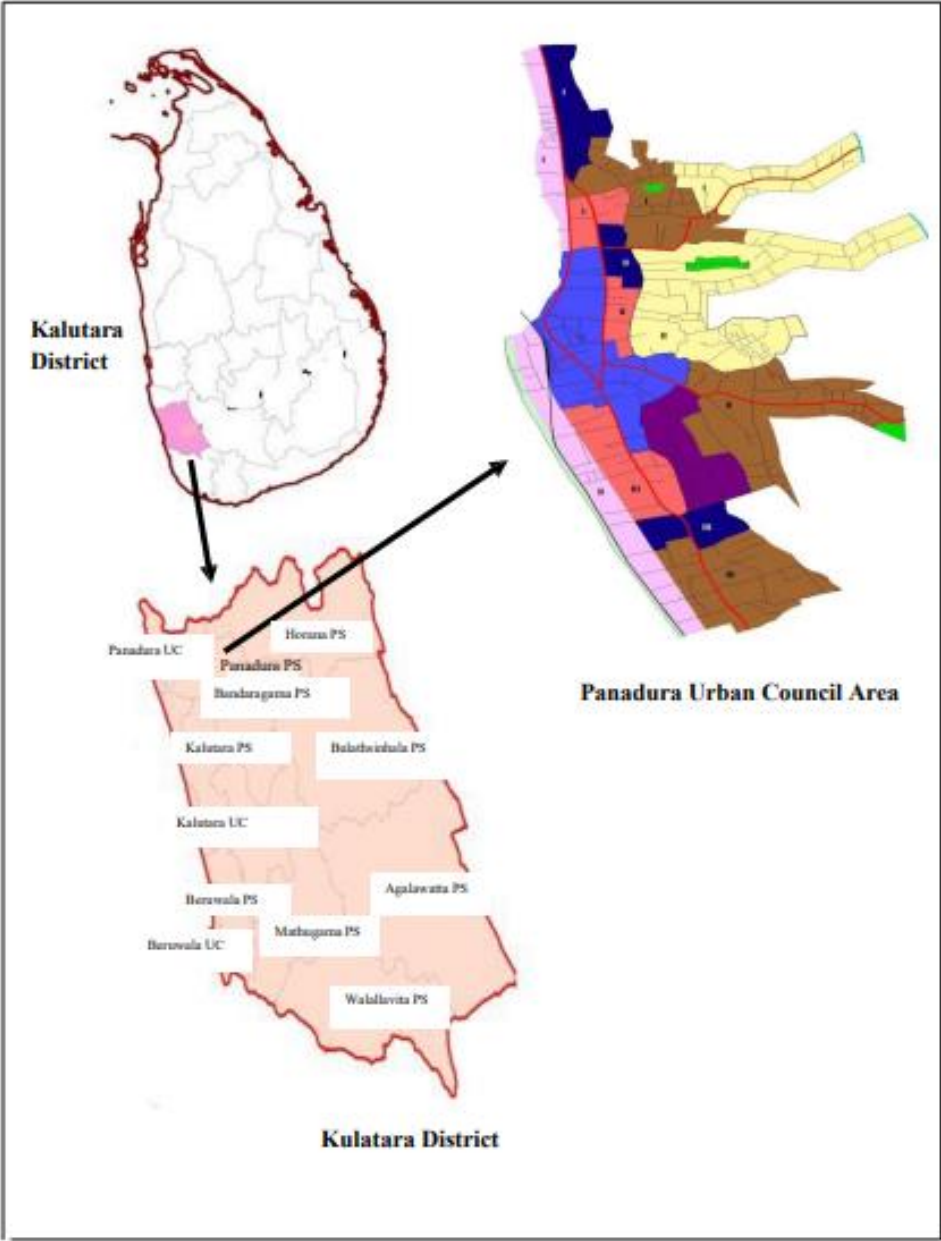 Kalutara
District
Panadura UC
Horana PS
Panadura PS
Bandaragama PS
Kalutara PS
Bulathsinhala PS
Kalutara UC
Agalawatta PS
Beruwala PS
Mathugama PS
Beruwala UC
Walallavita PS
Kulatara District
Panadura Urban Council Area